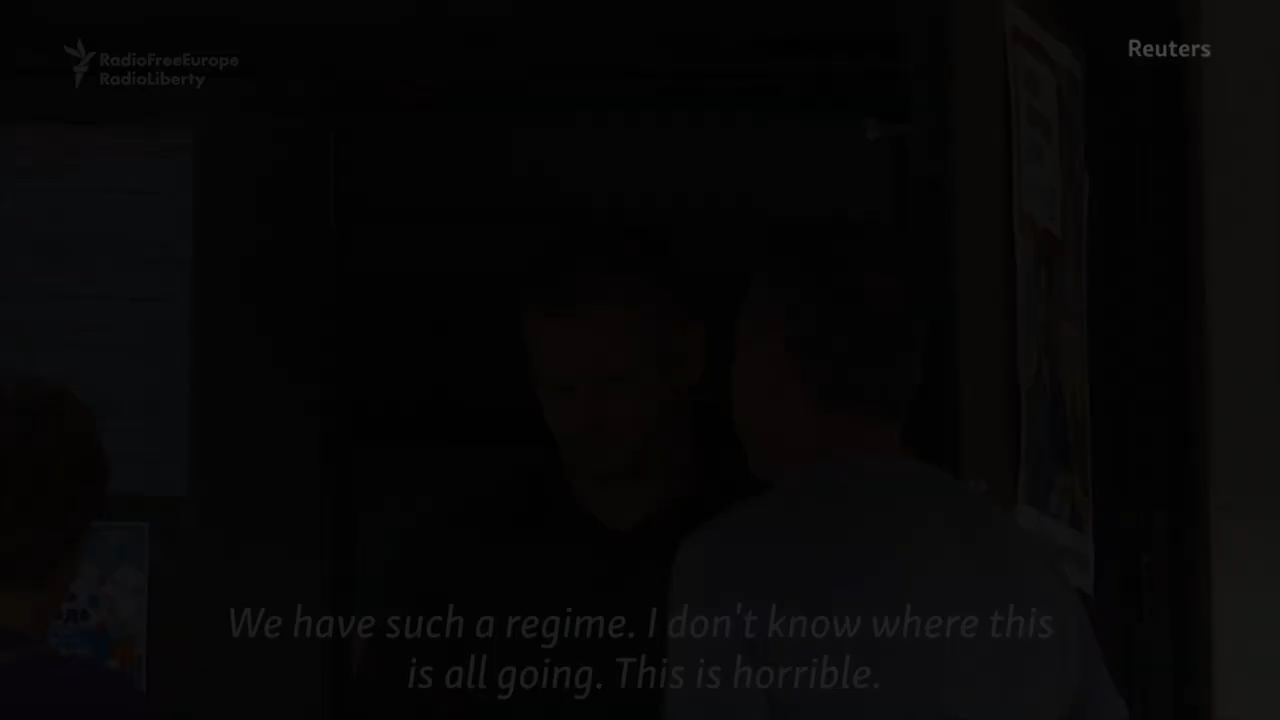 RadioFreeEurope
RadioLiberty
Reuters
We have such a regime. I don't know where this
is all going. This is horrible.